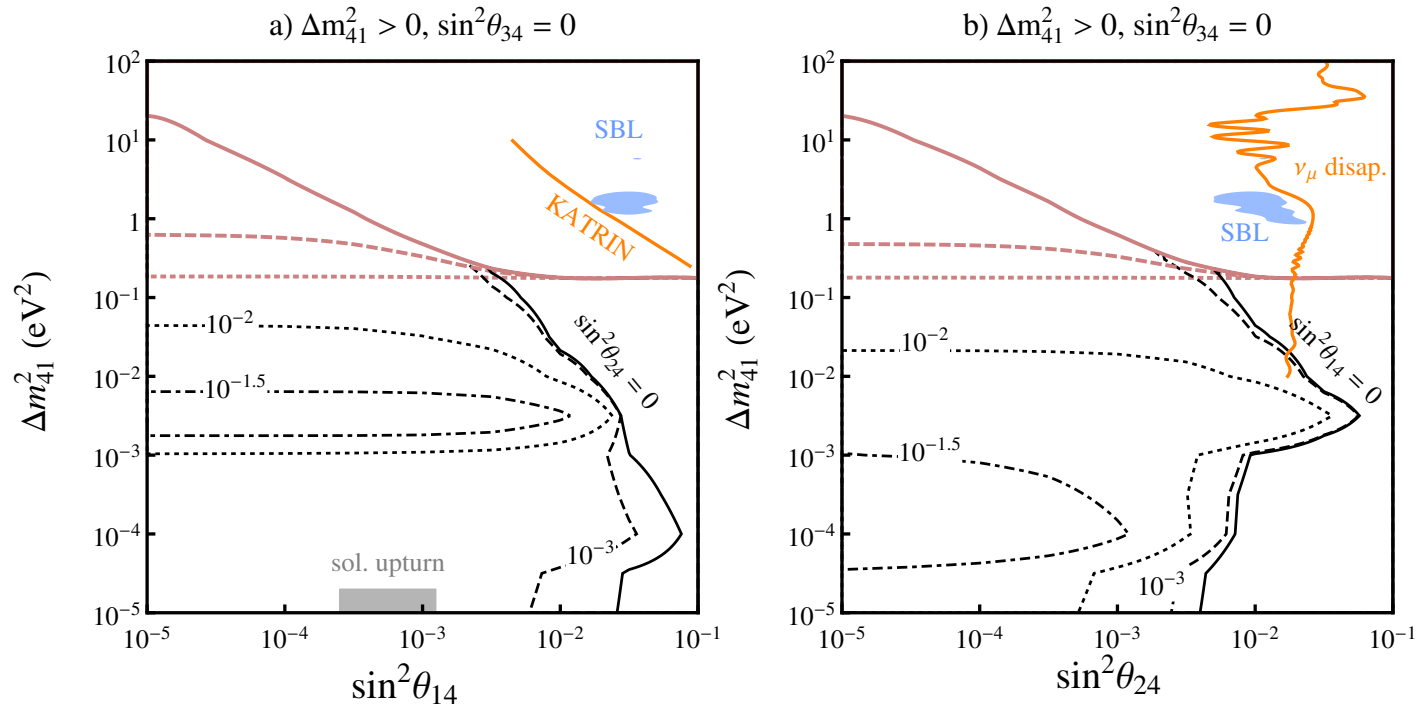 a) Δm²₄₁ > 0, sin²θ₃₄ = 0
10²
10¹
1
10⁻¹
10⁻²
10⁻³
10⁻⁴
10⁻⁵
Δm²₄₁ (eV²)
SBL
KATRIN
10⁻²
10⁻¹·⁵
sin²θ₂₄ = 0
10⁻³
sol. upturn
10⁻⁵
10⁻⁴
10⁻³
10⁻²
10⁻¹
sin²θ₁₄
b) Δm²₄₁ > 0, sin²θ₃₄ = 0
10²
10¹
1
10⁻¹
10⁻²
10⁻³
10⁻⁴
10⁻⁵
Δm²₄₁ (eV²)
ν_μ disap.
SBL
10⁻²
sin²θ₁₄ = 0
10⁻¹·⁵
10⁻³
10⁻⁵
10⁻⁴
10⁻³
10⁻²
10⁻¹
sin²θ₂₄